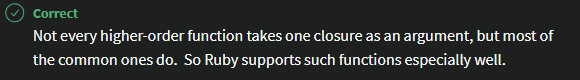 Correct
Not every higher-order function takes one closure as an argument, but most of
the common ones do.  So Ruby supports such functions especially well.